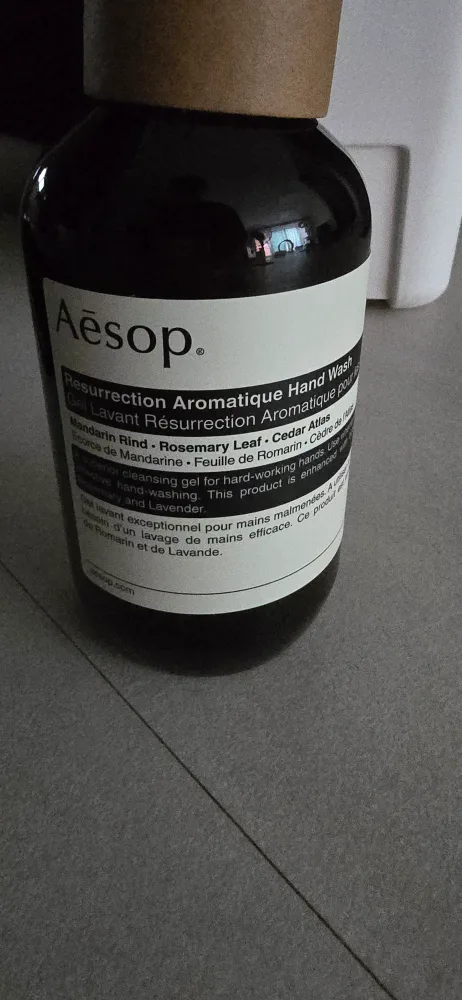 Aēsop®
Resurrection Aromatique Hand Wash
Gel Lavant Résurrection Aromatique pour
Mandarin Rind • Rosemary Leaf • Cedar Atlas
Écorce de Mandarine • Feuille de Romarin • Cèdre de
cleansing gel for hard-working hands. Use
hand-washing. This product is enhanced
and Lavender.
Gel lavant exceptionnel pour mains malmenées. À
besoin d'un lavage de mains efficace. Ce produit
de Romarin et de Lavande.
aesop.com